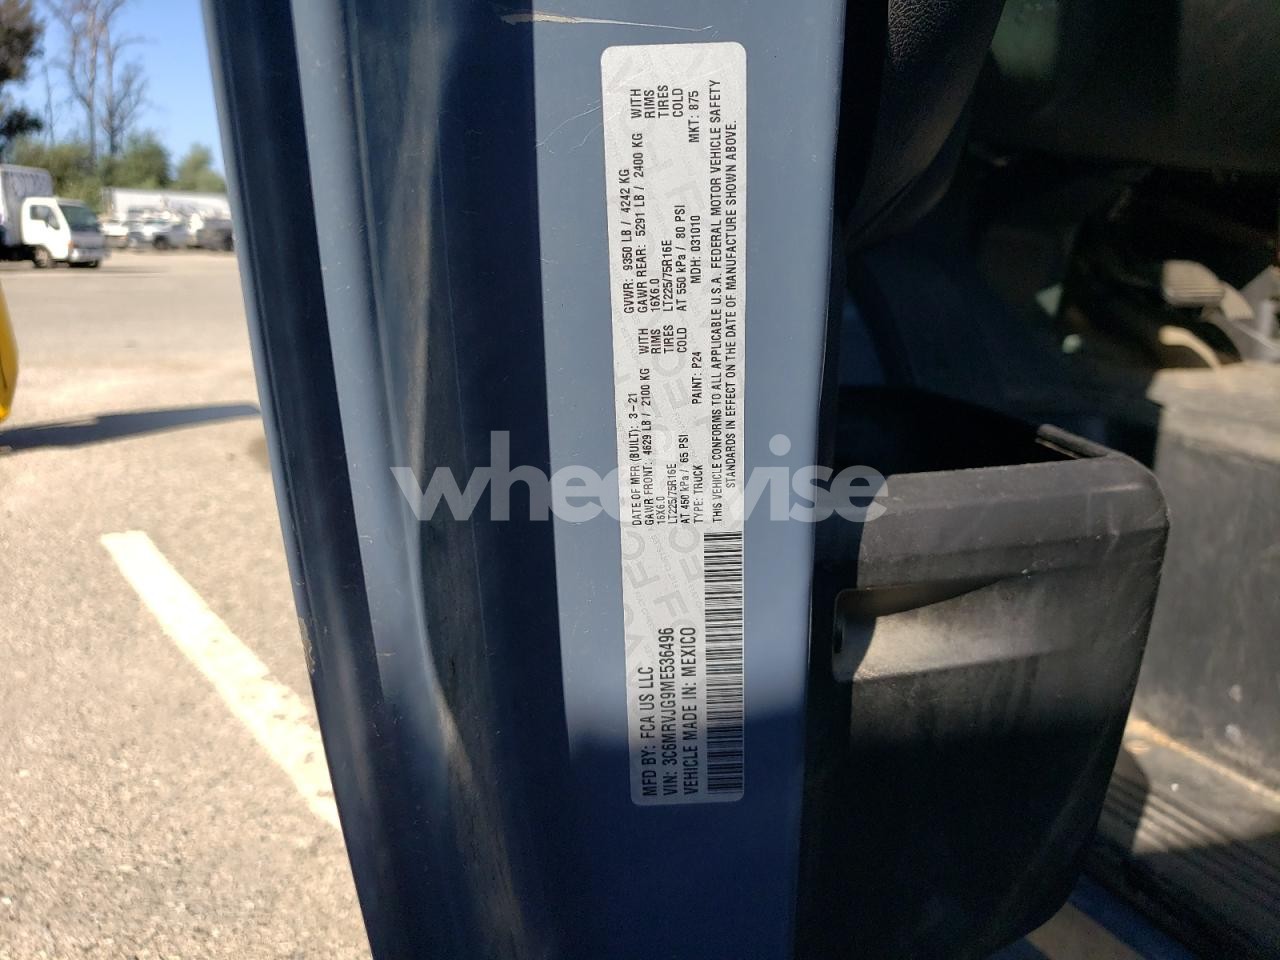 MFD BY: FCA US LLC
DATE OF MFR (BUILT): 3-21
GVWR: 9350 LB / 4242 KG
GAWR FRONT: 4629 LB / 2100 KG WITH
16X6.0 RIMS
LT225/75R16E TIRES
AT 450 kPa / 65 PSI COLD
GAWR REAR: 5291 LB / 2400 KG WITH
16X6.0 RIMS
LT225/75R16E TIRES
AT 550 kPa / 80 PSI COLD
VIN: 3C6MRVJG9ME536496
TYPE: TRUCK PAINT: P24 MDH: 031010 MKT: 875
VEHICLE MADE IN: MEXICO
THIS VEHICLE CONFORMS TO ALL APPLICABLE U.S.A. FEDERAL MOTOR VEHICLE SAFETY
STANDARDS IN EFFECT ON THE DATE OF MANUFACTURE SHOWN ABOVE.
wheelwise